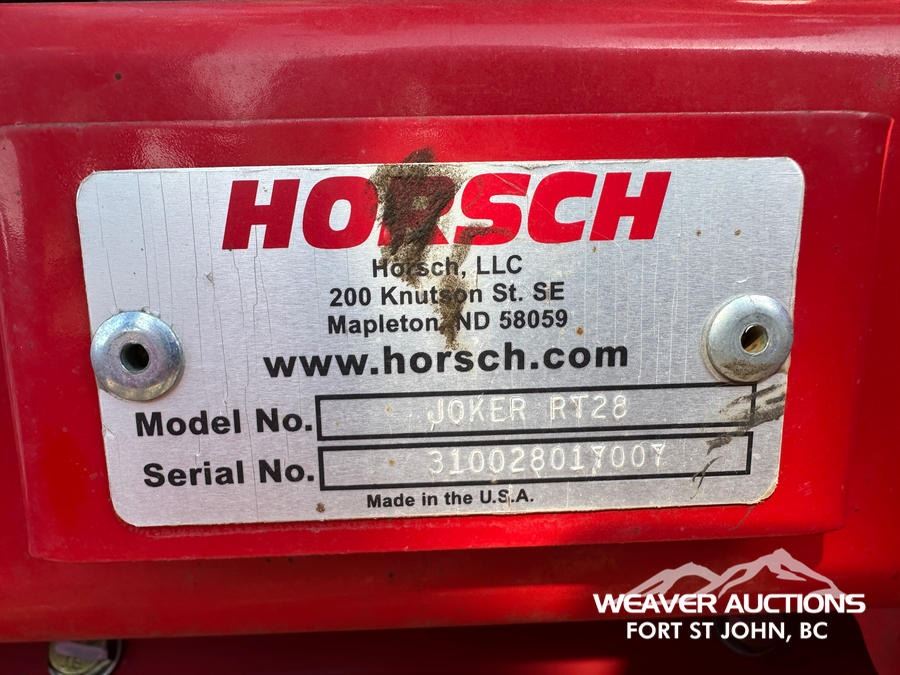 HORSCH
Horsch, LLC
200 Knutson St. SE
Mapleton, ND 58059
www.horsch.com
Model No. JOKER RT28
Serial No. 310028017007
Made in the U.S.A.
WEAVER AUCTIONS
FORT ST JOHN, BC